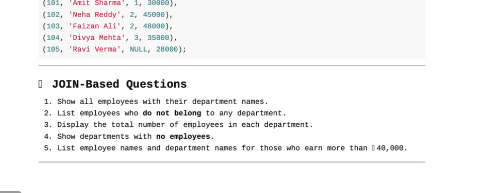 (101, 'Amit Sharma', 1, 30000),
(102, 'Neha Reddy', 2, 45000),
(103, 'Faizan Ali', 2, 48000),
(104, 'Divya Mehta', 3, 35000),
(105, 'Ravi Verma', NULL, 28000);
JOIN-Based Questions
1. Show all employees with their department names.
2. List employees who do not belong to any department.
3. Display the total number of employees in each department.
4. Show departments with no employees.
5. List employee names and department names for those who earn more than 40,000.